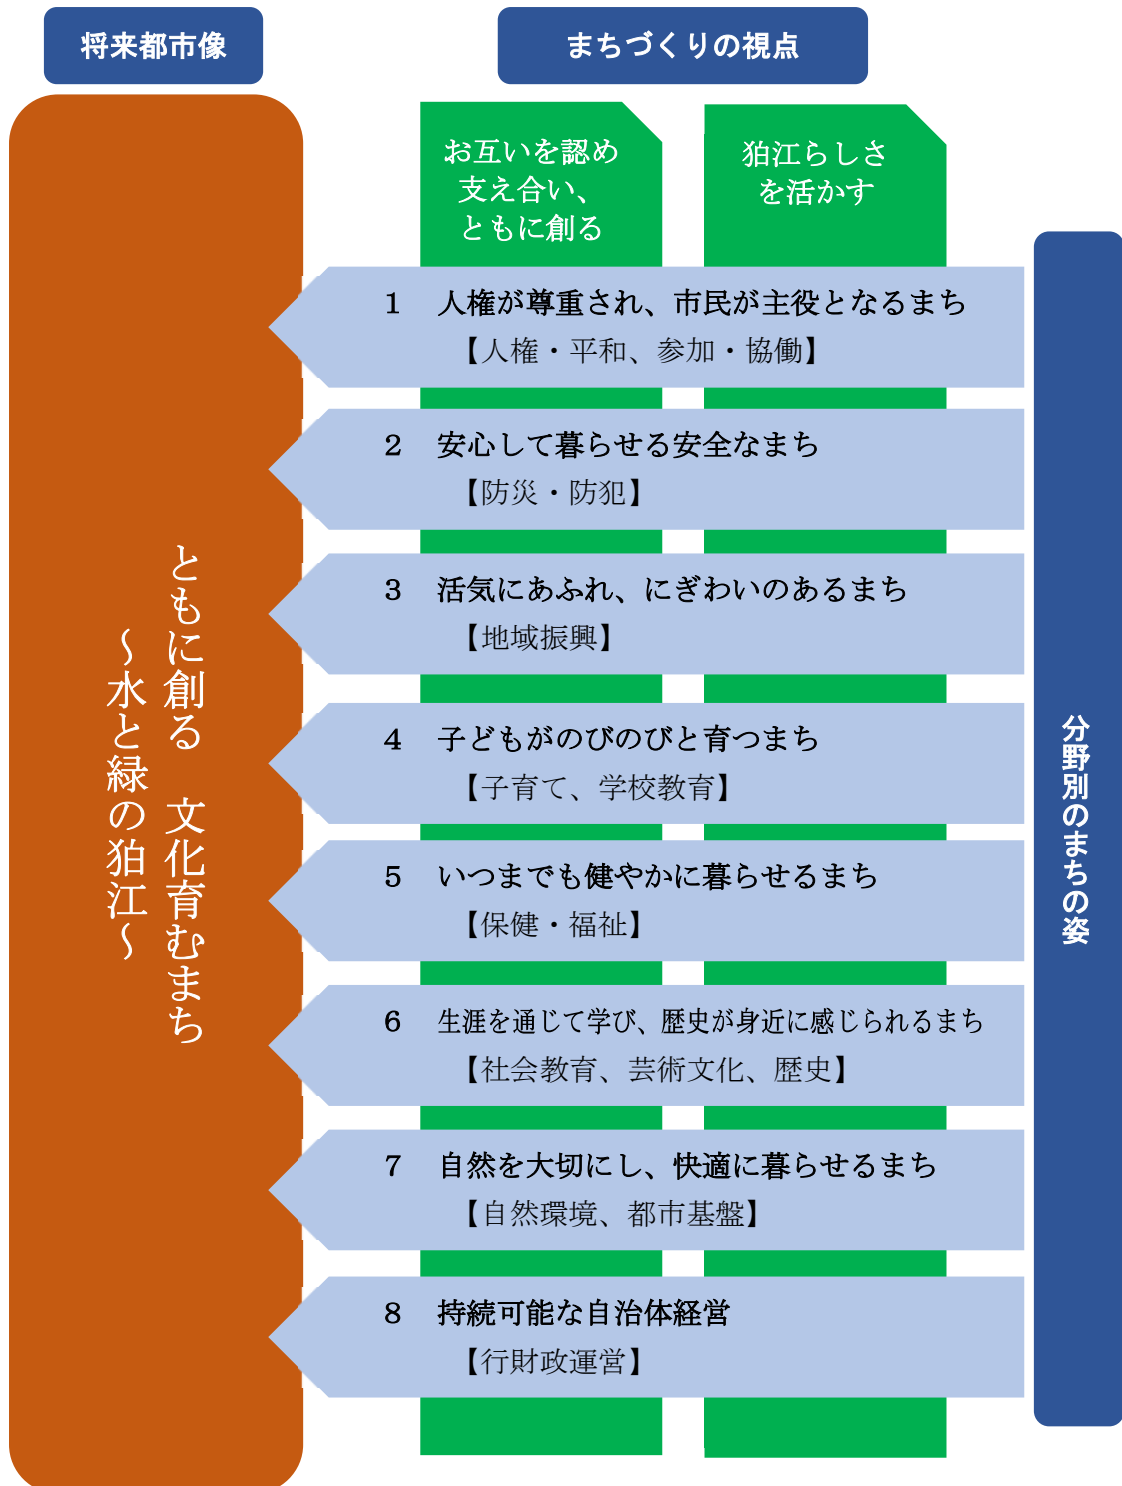 将来都市像
まちづくりの視点
お互いを認め
支え合い、
ともに創る
狛江らしさ
を活かす
ともに創る　文化育むまち
～水と緑の狛江～
1　人権が尊重され、市民が主役となるまち
【人権・平和、参加・協働】
2　安心して暮らせる安全なまち
【防災・防犯】
3　活気にあふれ、にぎわいのあるまち
【地域振興】
4　子どもがのびのびと育つまち
【子育て、学校教育】
5　いつまでも健やかに暮らせるまち
【保健・福祉】
6　生涯を通じて学び、歴史が身近に感じられるまち
【社会教育、芸術文化、歴史】
7　自然を大切にし、快適に暮らせるまち
【自然環境、都市基盤】
8　持続可能な自治体経営
【行財政運営】
分野別のまちの姿